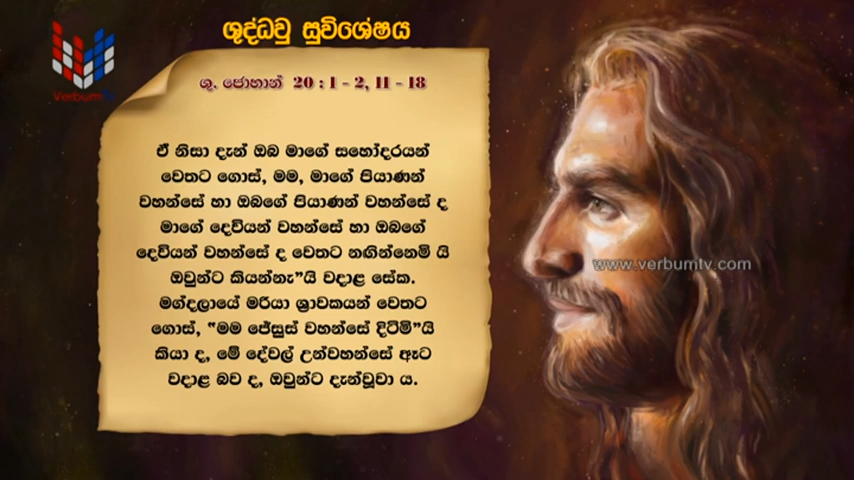 ශුද්ධවූ සුවිශේෂය
VerbumTv
ශු. ජොහාන් 20 : 1 - 2, 11 - 18
ඒ නිසා දැන් ඔබ මාගේ සහෝදරයන්
වෙතට ගොස්, මම, මාගේ පියාණන්
වහන්සේ හා ඔබගේ පියාණන් වහන්සේ ද
මාගේ දෙවියන් වහන්සේ හා ඔබගේ
දෙවියන් වහන්සේ ද වෙතට නඟින්නෙමි යි
ඔවුන්ට කියන්නැ”යි වදාළ සේක.
මග්දලායේ මරියා ශ්‍රාවකයන් වෙතට
ගොස්, “මම ජේසුස් වහන්සේ දිටිමි”යි
කියා ද, මේ දේවල් උන්වහන්සේ ඇට
වදාළ බව ද, ඔවුන්ට දැන්වූවා ය.
www.verbumtv.com